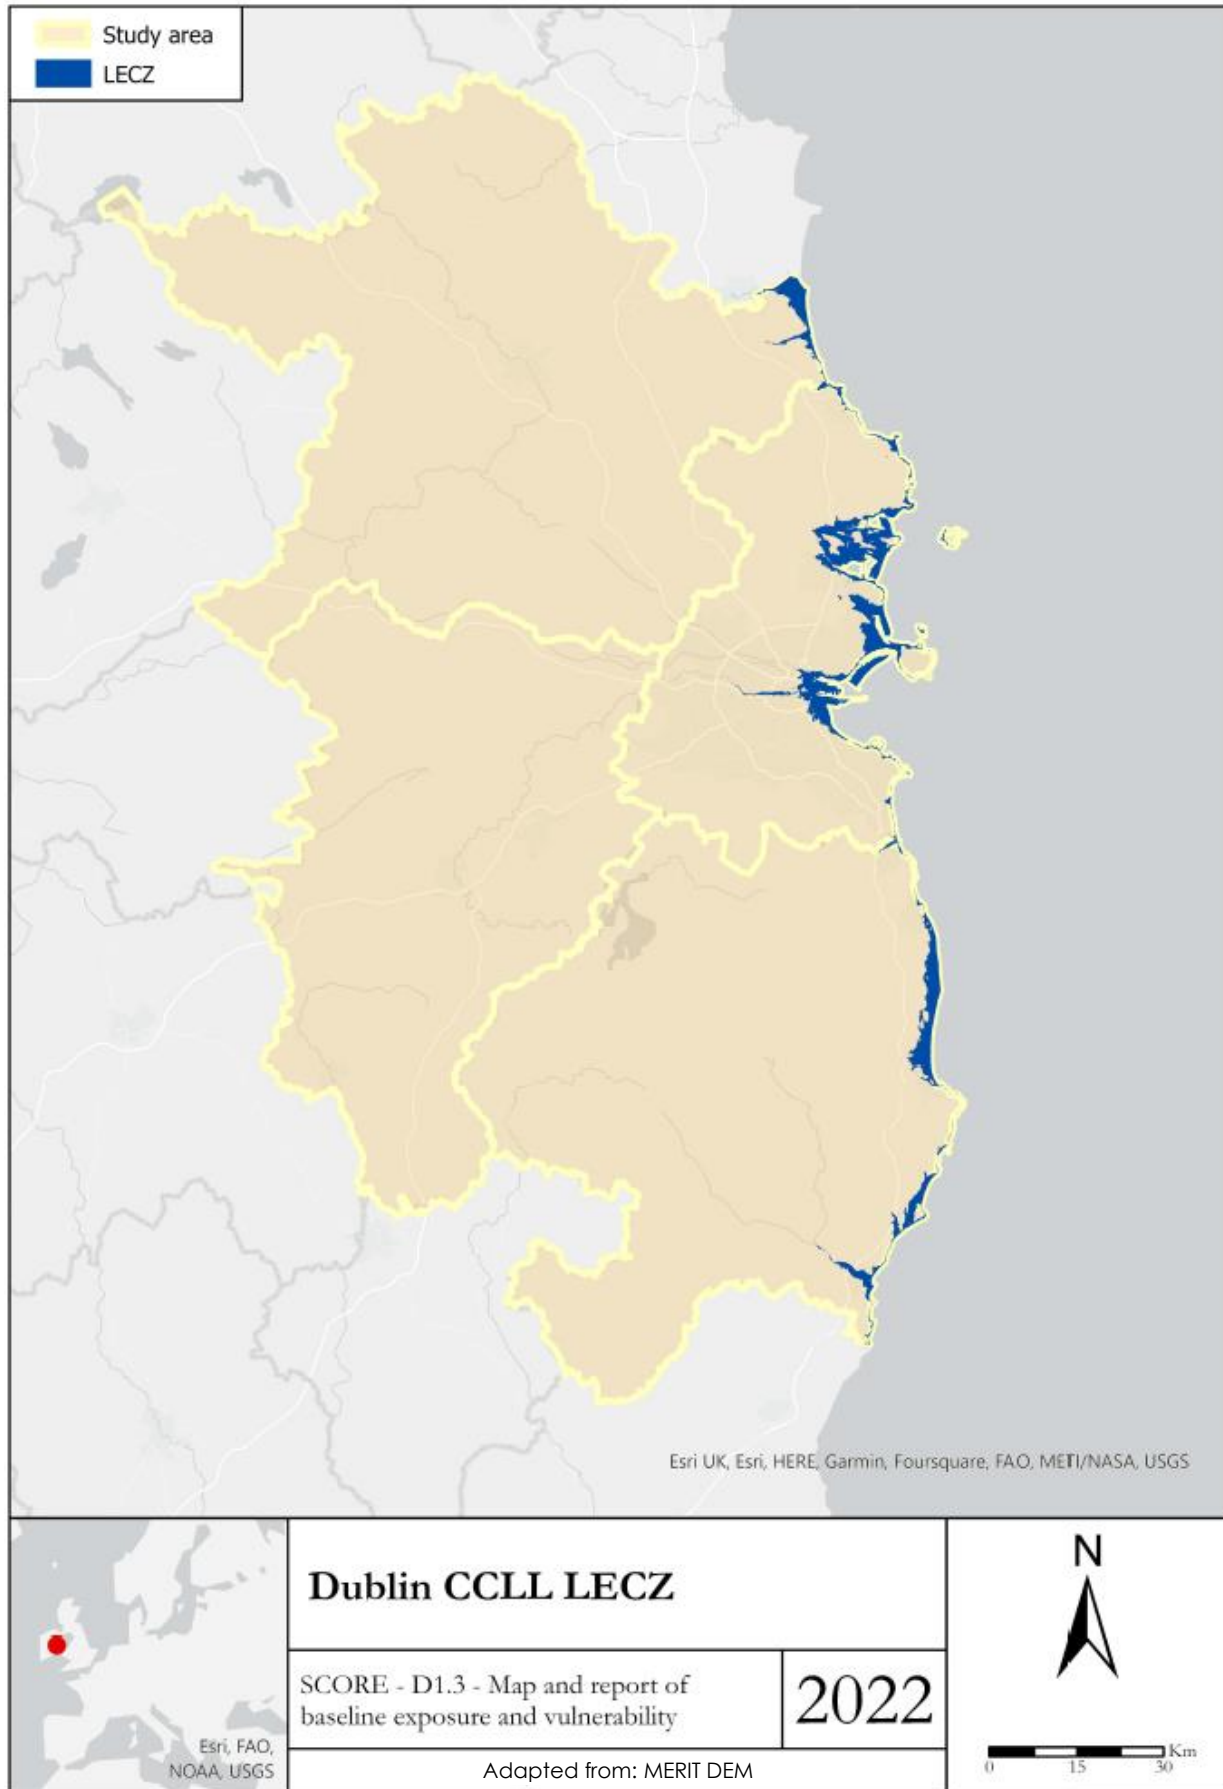 Study area
LECZ
Esri UK, Esri, HERE, Garmin, Foursquare, FAO, METI/NASA, USGS
Esri, FAO,
NOAA, USGS
Dublin CCLL LECZ
SCORE - D1.3 - Map and report of
baseline exposure and vulnerability
2022
Adapted from: MERIT DEM
N
Km
0 15 30